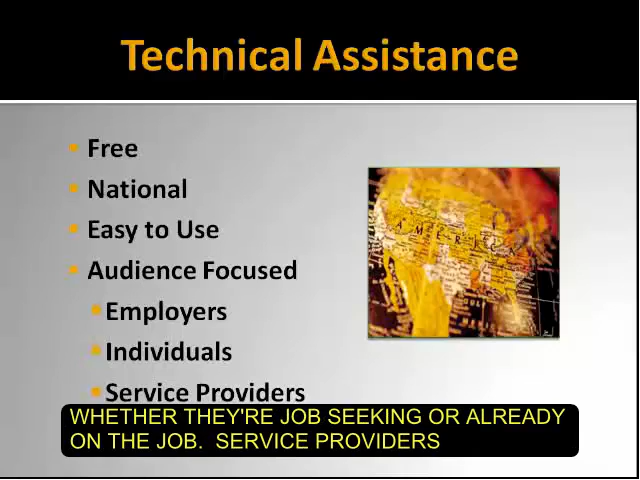 Technical Assistance
Free
National
Easy to Use
Audience Focused
Employers
Individuals
Service Providers
AMERICA
WHETHER THEY'RE JOB SEEKING OR ALREADY
ON THE JOB.  SERVICE PROVIDERS